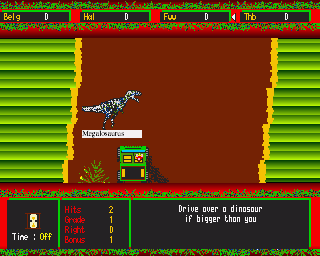 Belg 0 Hxl 0 Fuu 0 Thb 0
Megalosaurus
Hits 2
Grade 1
Right 0
Bonus 1
Time : Off
Drive over a dinosaur
if bigger than you